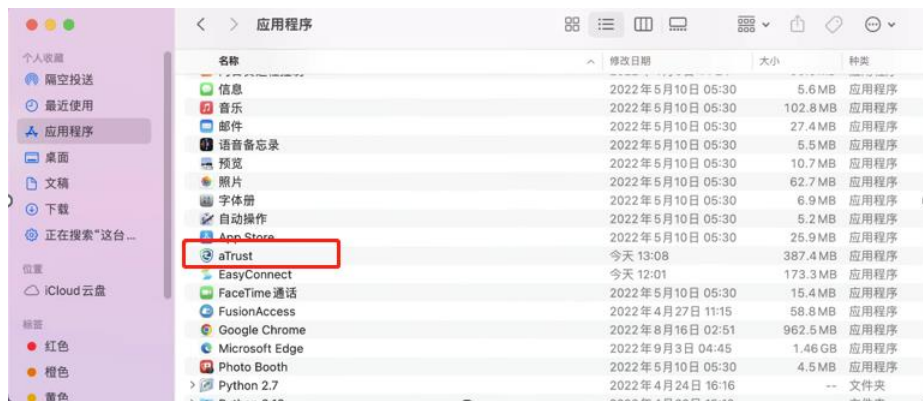 应用程序
个人收藏
隔空投送
最近使用
应用程序
桌面
文稿
下载
正在搜索"这台...
位置
iCloud云盘
标签
红色
橙色
黄色
名称 修改日期 大小 种类
信息 2022年5月10日 05:30 5.6 MB 应用程序
音乐 2022年5月10日 05:30 102.8 MB 应用程序
邮件 2022年5月10日 05:30 27.4 MB 应用程序
语音备忘录 2022年5月10日 05:30 5.5 MB 应用程序
预览 2022年5月10日 05:30 10.7 MB 应用程序
照片 2022年5月10日 05:30 62.7 MB 应用程序
字体册 2022年5月10日 05:30 6.9 MB 应用程序
自动操作 2022年5月10日 05:30 5.2 MB 应用程序
App Store 2022年5月10日 05:30 25.9 MB 应用程序
aTrust 今天 13:08 387.4 MB 应用程序
EasyConnect 今天 12:01 173.3 MB 应用程序
FaceTime 通话 2022年5月10日 05:30 15.4 MB 应用程序
FusionAccess 2022年4月27日 11:15 58.8 MB 应用程序
Google Chrome 2022年8月16日 02:51 962.5 MB 应用程序
Microsoft Edge 2022年9月3日 04:45 1.46 GB 应用程序
Photo Booth 2022年5月10日 05:30 4.5 MB 应用程序
Python 2.7 2022年4月24日 16:16 -- 文件夹